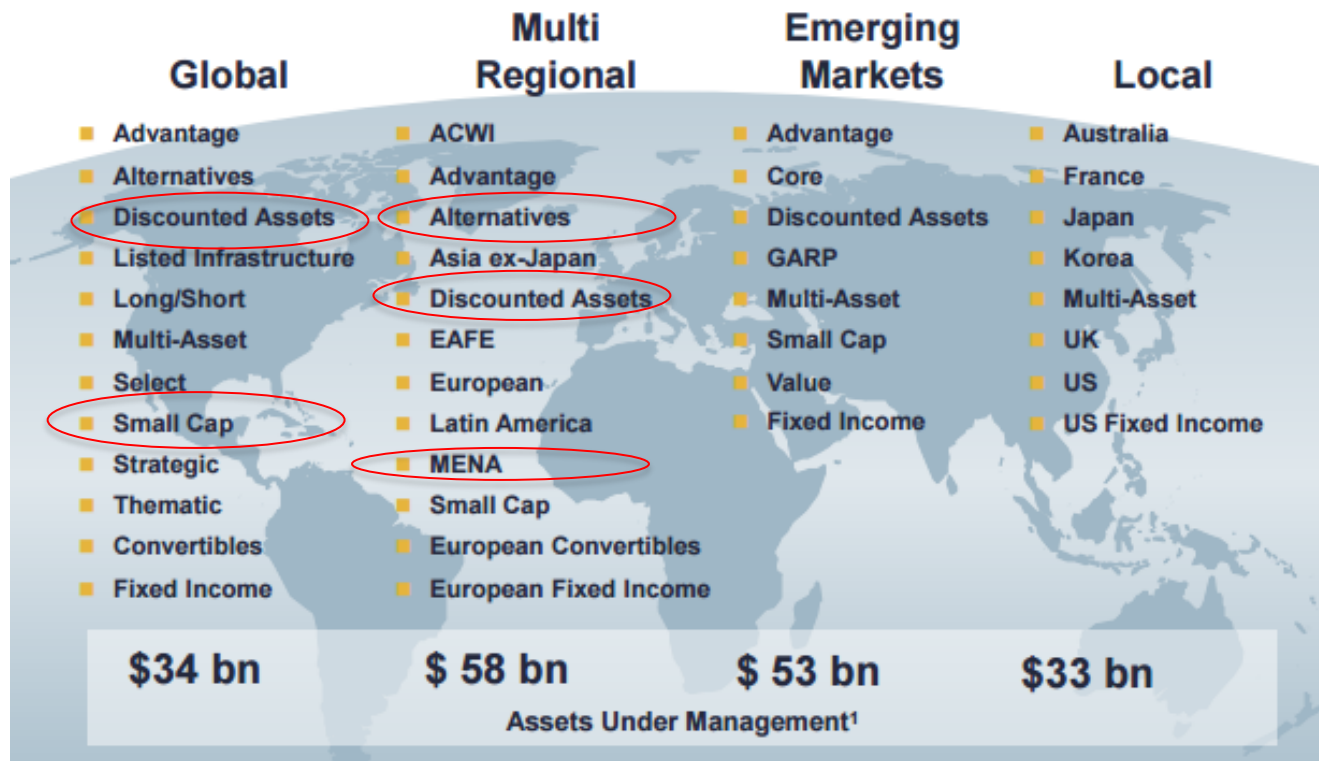 Global
Advantage
Alternatives
Discounted Assets
Listed Infrastructure
Long/Short
Multi-Asset
Select
Small Cap
Strategic
Thematic
Convertibles
Fixed Income
$34 bn
Multi
Regional
ACWI
Advantage
Alternatives
Asia ex-Japan
Discounted Assets
EAFE
European
Latin America
MENA
Small Cap
European Convertibles
European Fixed Income
$ 58 bn
Emerging
Markets
Advantage
Core
Discounted Assets
GARP
Multi-Asset
Small Cap
Value
Fixed Income
$ 53 bn
Local
Australia
France
Japan
Korea
Multi-Asset
UK
US
US Fixed Income
$33 bn
Assets Under Management¹